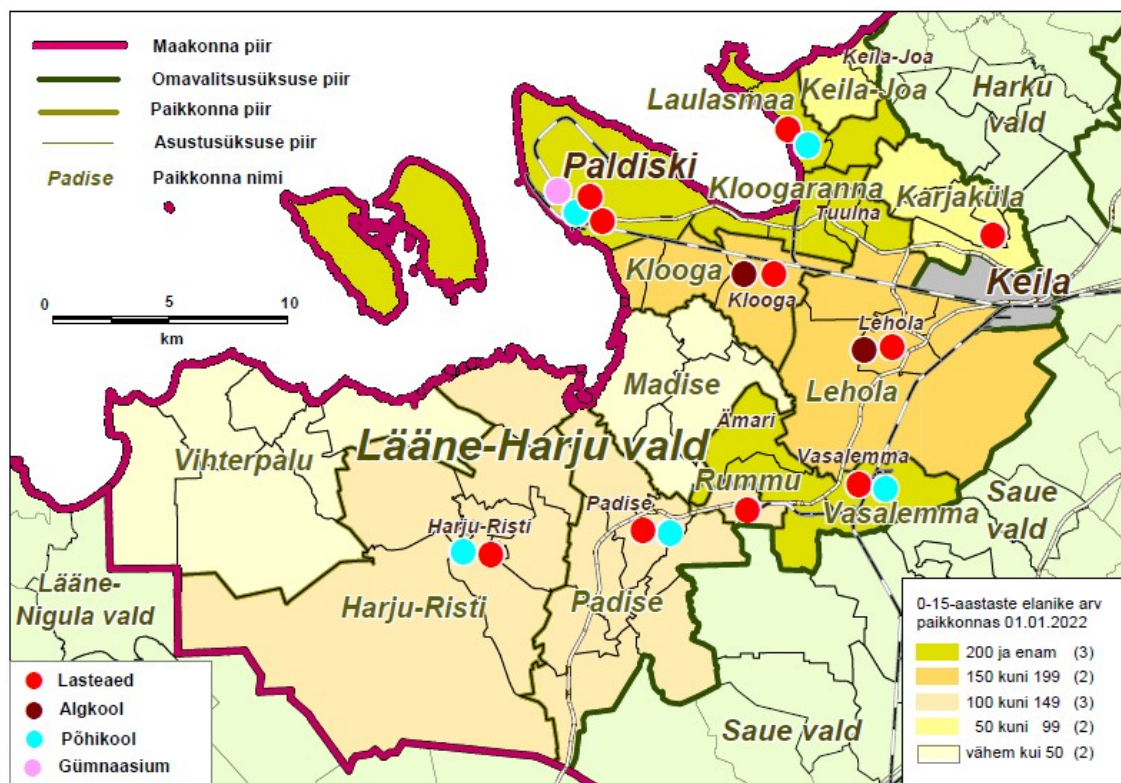 Maakonna piir
Omavalitsusüksuse piir
Paikkonna piir
Asustusüksuse piir
Padise Paikkonna nimi
0 5 10
km
Keila-Joa
Keila-Joa
Harku
vald
Laulasmaa
Paldiski
Kloogaranna
Tuulna
Karjaküla
Klooga
Klooga
Keila
Lehola
Lehola
Madise
Ämari
Lääne-Harju vald
Vihterpalu
Vasalemma
Rummu
Vasalemma
Saue
vald
Padise
Harju-Risti
Lääne-
Nigula vald
Harju-Risti
Padise
Saue vald
Lasteaed
Algkool
Põhikool
Gümnaasium
0-15-aastaste elanike arv
paikkonnas 01.01.2022
200 ja enam (3)
150 kuni 199 (2)
100 kuni 149 (3)
50 kuni 99 (2)
vähem kui 50 (2)